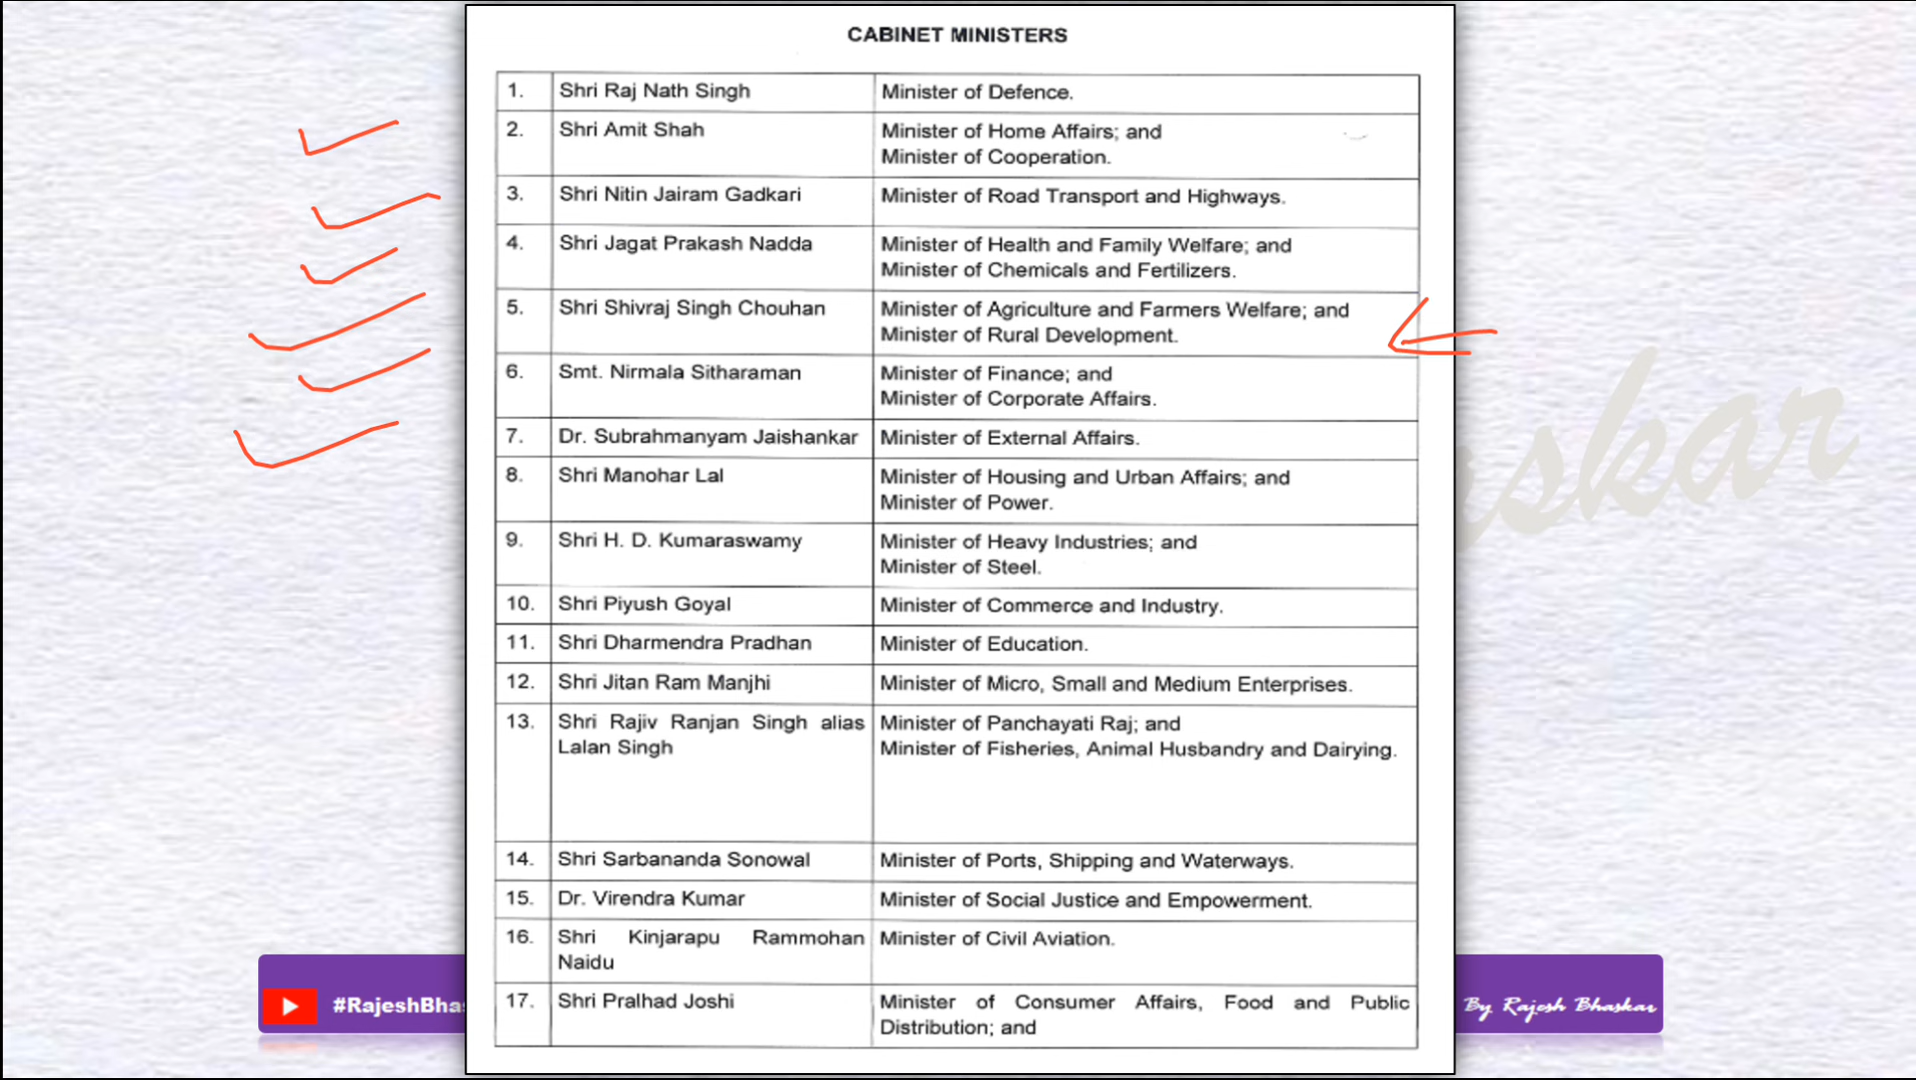 CABINET MINISTERS
1. Shri Raj Nath Singh Minister of Defence.
2. Shri Amit Shah Minister of Home Affairs; and
Minister of Cooperation.
3. Shri Nitin Jairam Gadkari Minister of Road Transport and Highways.
4. Shri Jagat Prakash Nadda Minister of Health and Family Welfare; and
Minister of Chemicals and Fertilizers.
5. Shri Shivraj Singh Chouhan Minister of Agriculture and Farmers Welfare; and
Minister of Rural Development.
6. Smt. Nirmala Sitharaman Minister of Finance; and
Minister of Corporate Affairs.
7. Dr. Subrahmanyam Jaishankar Minister of External Affairs.
8. Shri Manohar Lal Minister of Housing and Urban Affairs; and
Minister of Power.
9. Shri H. D. Kumaraswamy Minister of Heavy Industries; and
Minister of Steel.
10. Shri Piyush Goyal Minister of Commerce and Industry.
11. Shri Dharmendra Pradhan Minister of Education.
12. Shri Jitan Ram Manjhi Minister of Micro, Small and Medium Enterprises.
13. Shri Rajiv Ranjan Singh alias Minister of Panchayati Raj; and
Lalan Singh Minister of Fisheries, Animal Husbandry and Dairying.
14. Shri Sarbananda Sonowal Minister of Ports, Shipping and Waterways.
15. Dr. Virendra Kumar Minister of Social Justice and Empowerment.
16. Shri Kinjarapu Rammohan Minister of Civil Aviation.
Naidu
17. Shri Pralhad Joshi Minister of Consumer Affairs, Food and Public
Distribution; and
#RajeshBhas
By Rajesh Bhaskar